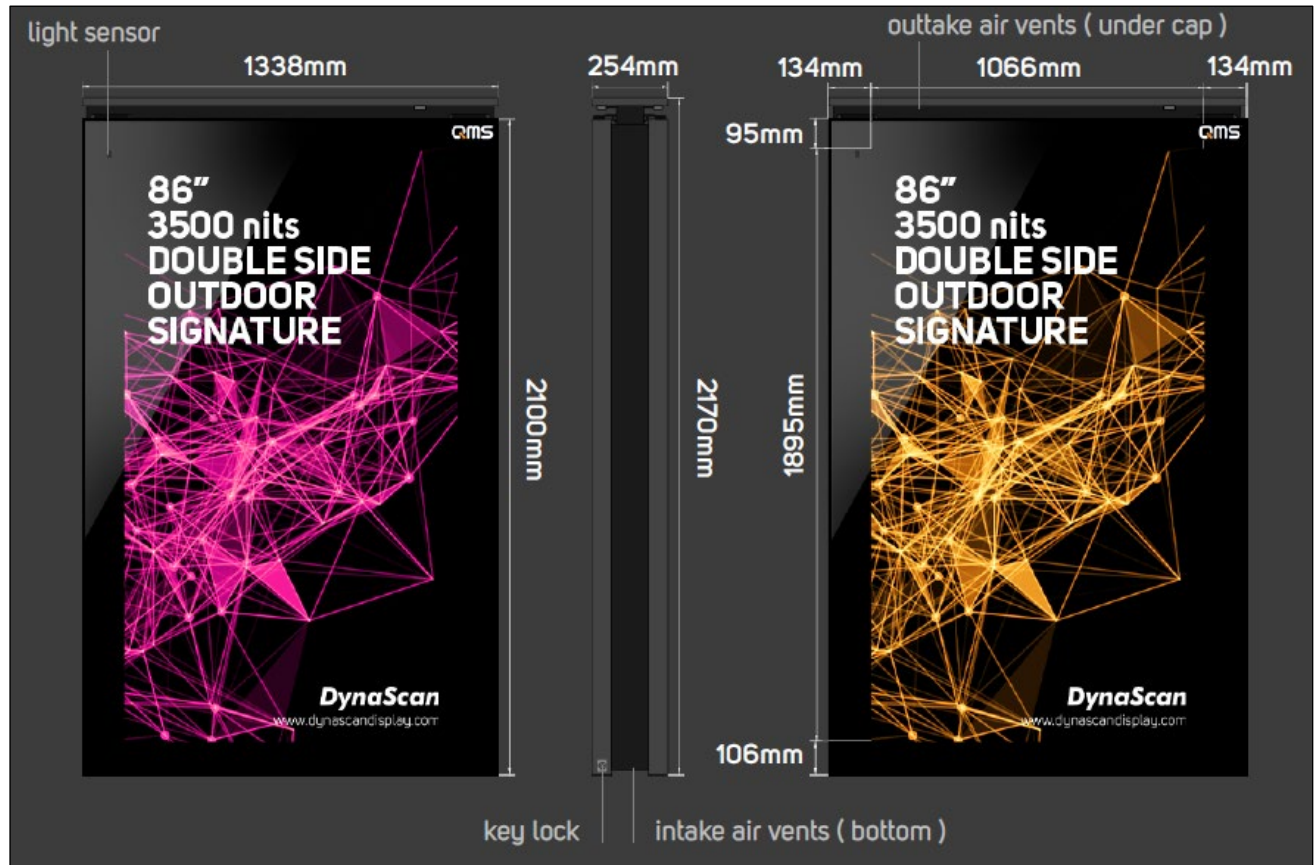 light sensor
outtake air vents ( under cap )
1338mm
254mm
134mm
1066mm
134mm
QMS
95mm
QMS
86"
3500 nits
DOUBLE SIDE
OUTDOOR
SIGNATURE
86"
3500 nits
DOUBLE SIDE
OUTDOOR
SIGNATURE
2100mm
2170mm
1895mm
DynaScan
www.dynascandisplay.com
DynaScan
www.dynascandisplay.com
106mm
key lock
intake air vents ( bottom )